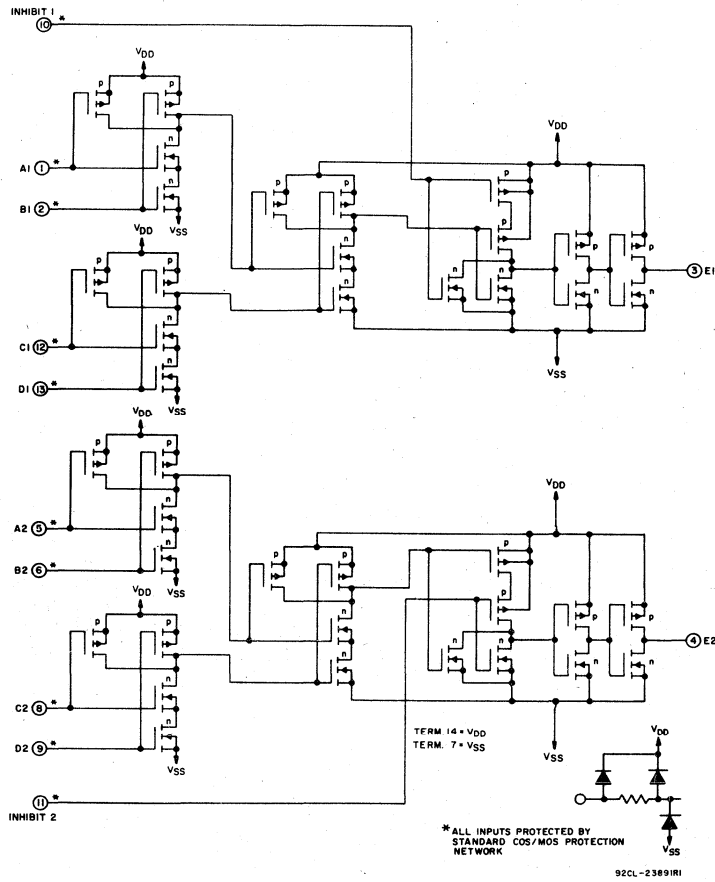 INHIBIT 1
10 *
VDD
p
p
n
A1 1 *
n
B1 2 *
VSS
VDD
p
p
n
C1 12 *
n
D1 13 *
VSS
VDD
p
p
n
n
VDD
p
p
n
n
p
n
p
n
3 E1
VSS
VDD
p
p
n
A2 5 *
n
B2 6 *
VSS
VDD
p
p
n
C2 8 *
n
D2 9 *
VSS
p
p
n
n
VDD
p
p
n
n
p
n
p
n
4 E2
VSS
11 *
INHIBIT 2
TERM. 14 = VDD
TERM. 7 = VSS
VDD
VSS
* ALL INPUTS PROTECTED BY
STANDARD COS/MOS PROTECTION
NETWORK
92CL-23891R1